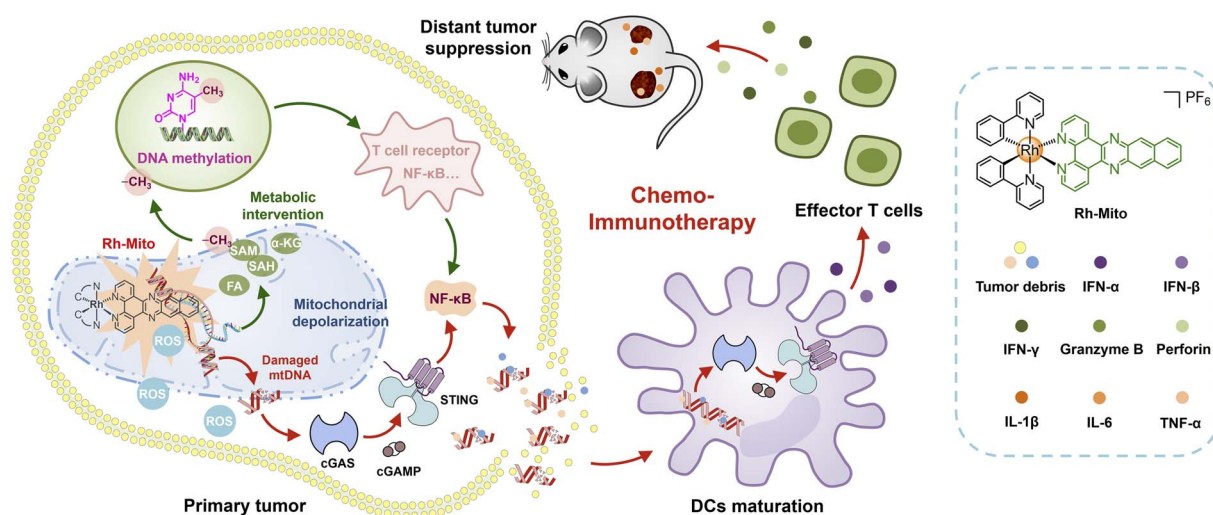 Distant tumor
suppression
NH₂
CH₃
N
O
N
DNA methylation
–CH₃
T cell receptor
NF-κB...
Metabolic
intervention
Rh-Mito
–CH₃
SAM
α-KG
SAH
FA
N
C
Rh
C
N
N
N
N
N
ROS
Mitochondrial
depolarization
NF-κB
Damaged
mtDNA
ROS
ROS
STING
cGAS
cGAMP
Primary tumor
Chemo-
Immunotherapy
Effector T cells
DCs maturation
PF₆
N
N
N
Rh
N
N
N
Rh-Mito
Tumor debris
IFN-α
IFN-β
IFN-γ
Granzyme B
Perforin
IL-1β
IL-6
TNF-α